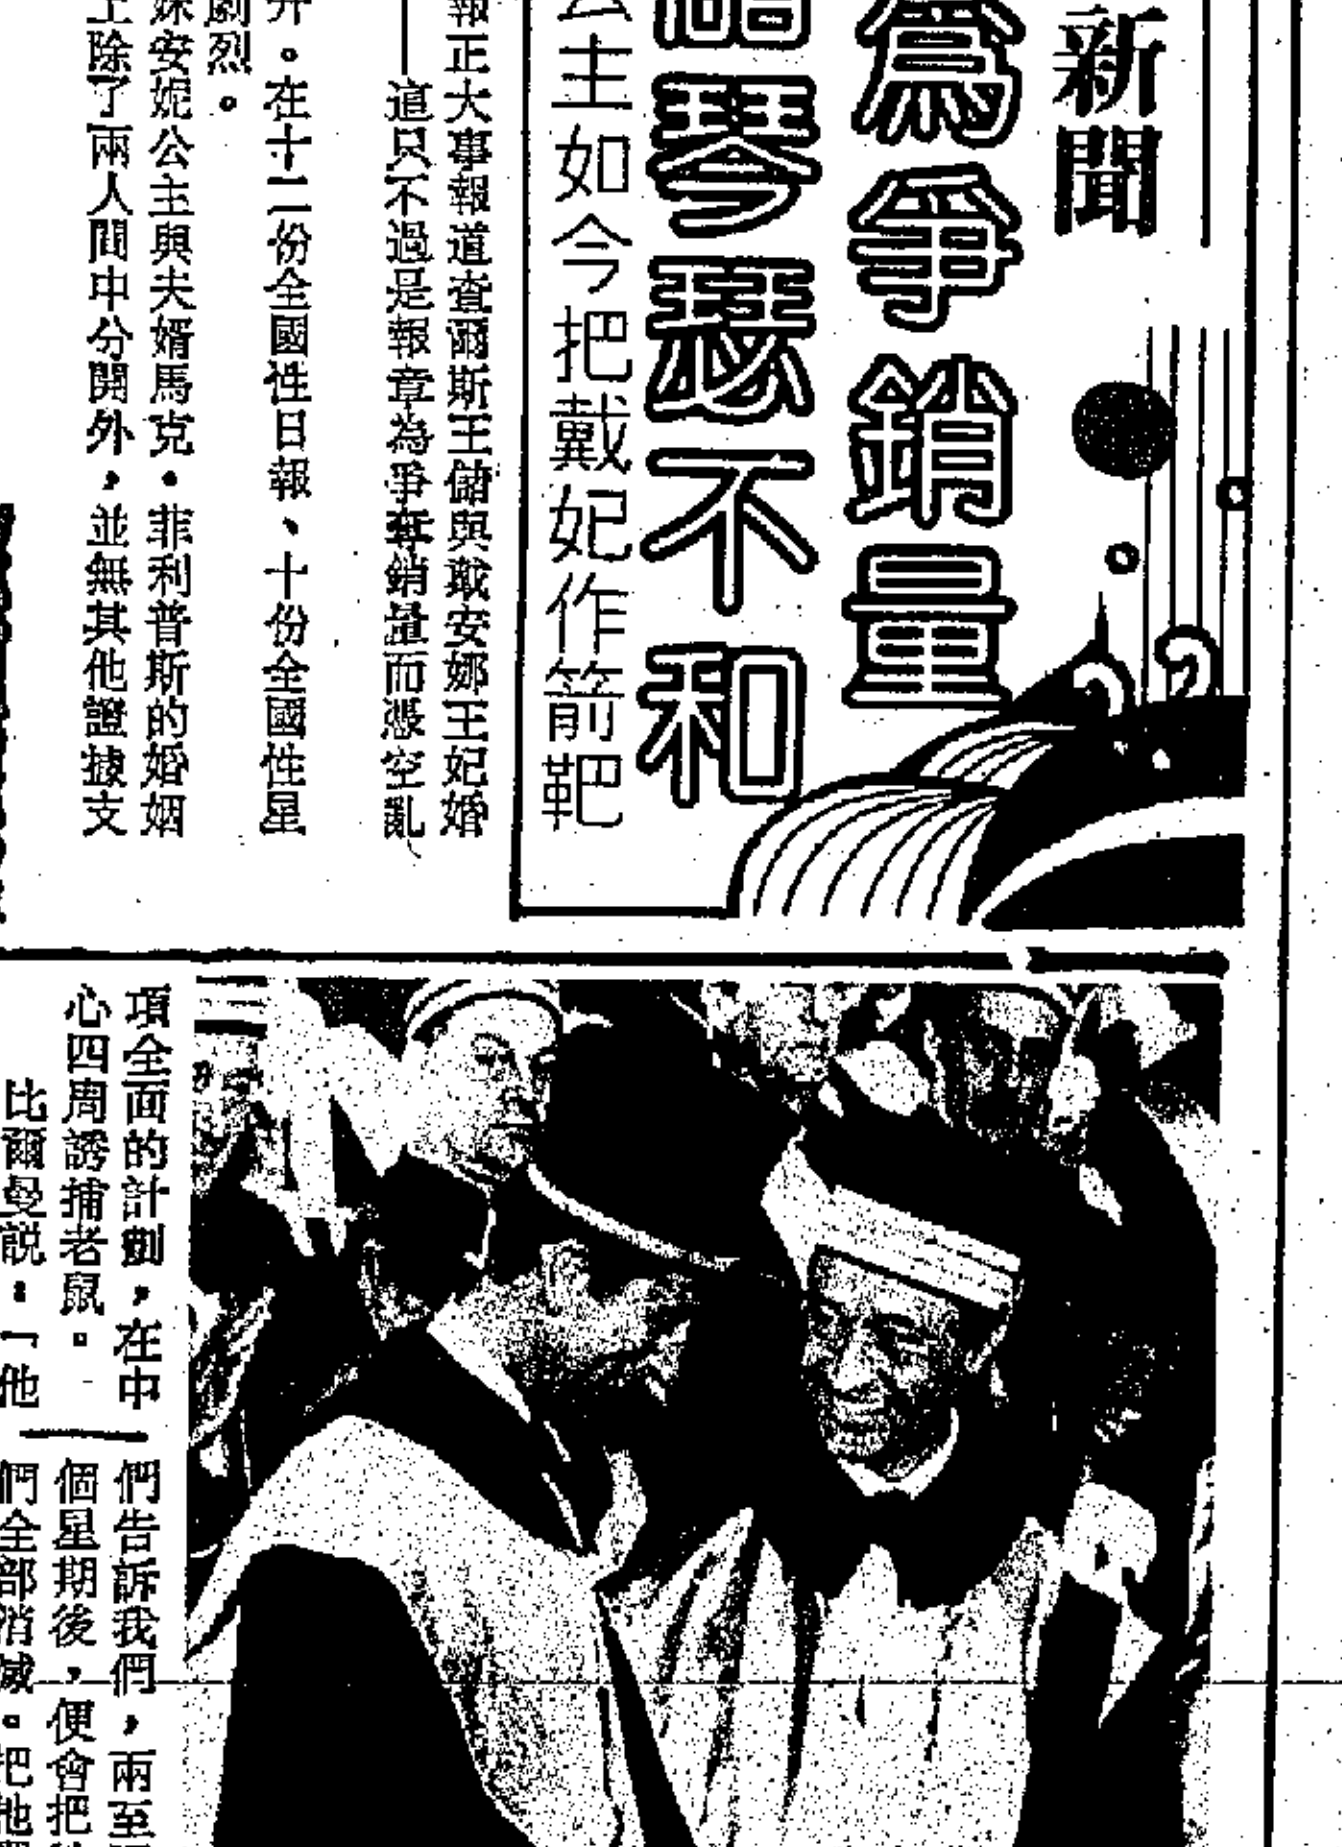 新聞
爲爭銷量
琴瑟不和
公主如今把戴妃作箭靶
報正大事報道查爾斯王儲與戴安娜王妃婚
——這只不過是報章為爭奪銷量而憑空亂
。在十二份全國性日報、十份全國性星
劇烈。
妹安妮公主與夫婿馬克・菲利普斯的婚姻
上除了兩人間中分開外，並無其他證據支
項全面的計劃，在中
心四周誘捕老鼠。
比爾曼説：「他
們告訴我們，兩至
個星期後，便會把
們全部消滅。把牠